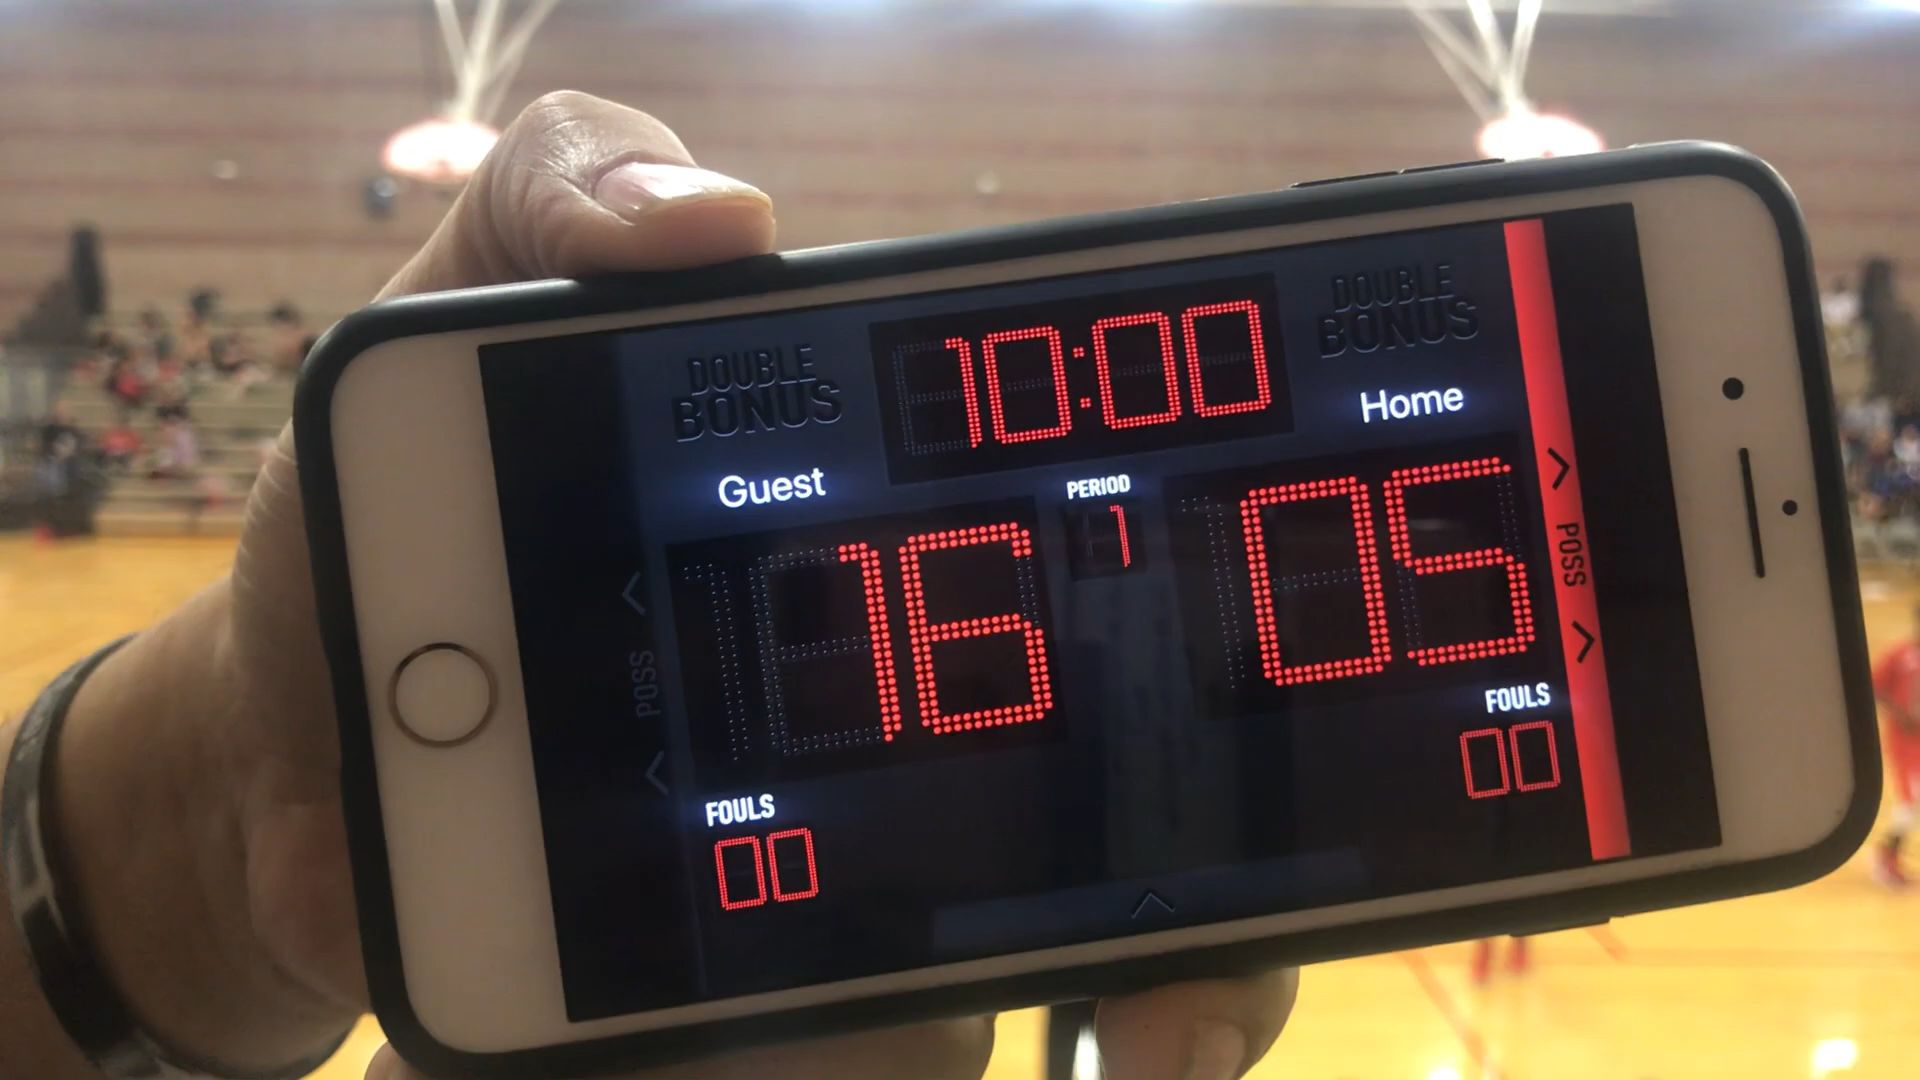 DOUBLE
BONUS
10:00
DOUBLE
BONUS
Guest
Home
PERIOD
1
16
05
POSS
POSS
FOULS
00
FOULS
00